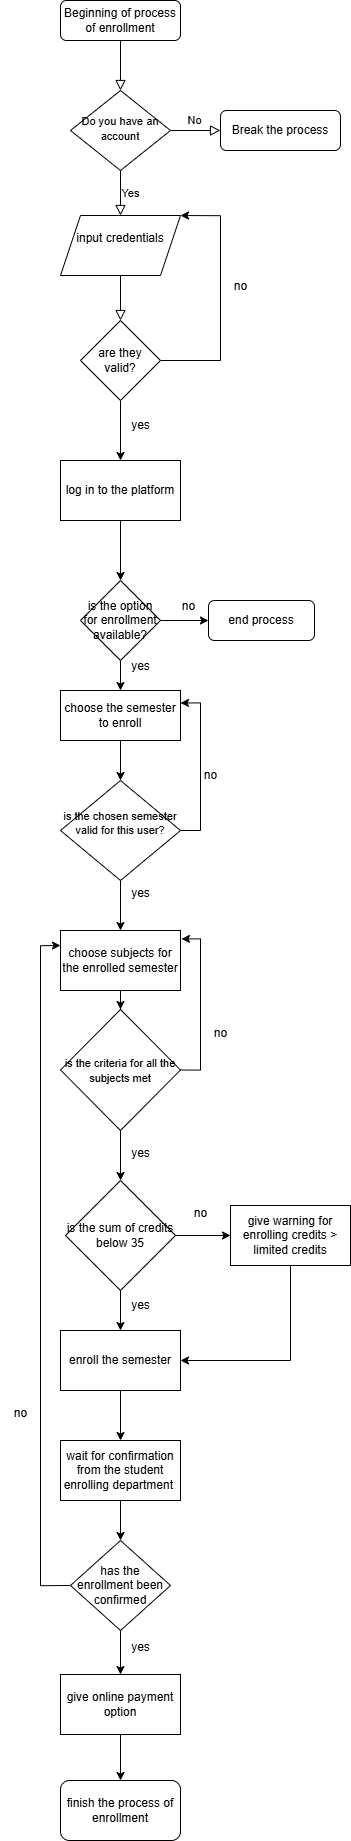 Beginning of process
of enrollment
Do you have an
account
No
Break the process
Yes
input credentials
no
are they
valid?
yes
log in to the platform
is the option
for enrollment
available?
no
end process
yes
choose the semester
to enroll
no
is the chosen semester
valid for this user?
yes
choose subjects for
the enrolled semester
no
is the criteria for all the
subjects met
yes
is the sum of credits
below 35
no
give warning for
enrolling credits >
limited credits
yes
enroll the semester
no
wait for confirmation
from the student
enrolling department
has the
enrollment been
confirmed
yes
give online payment
option
finish the process of
enrollment